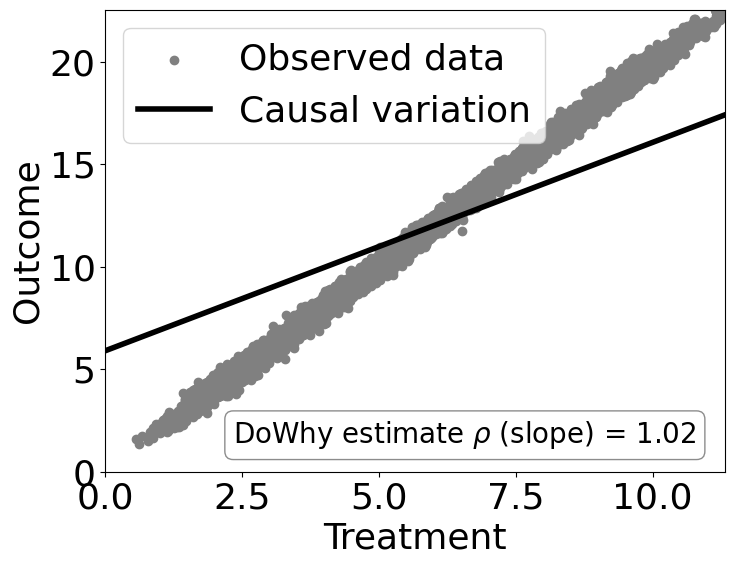 Observed data
Causal variation
20
15
10
5
0
Outcome
DoWhy estimate ρ (slope) = 1.02
0.0 2.5 5.0 7.5 10.0
Treatment